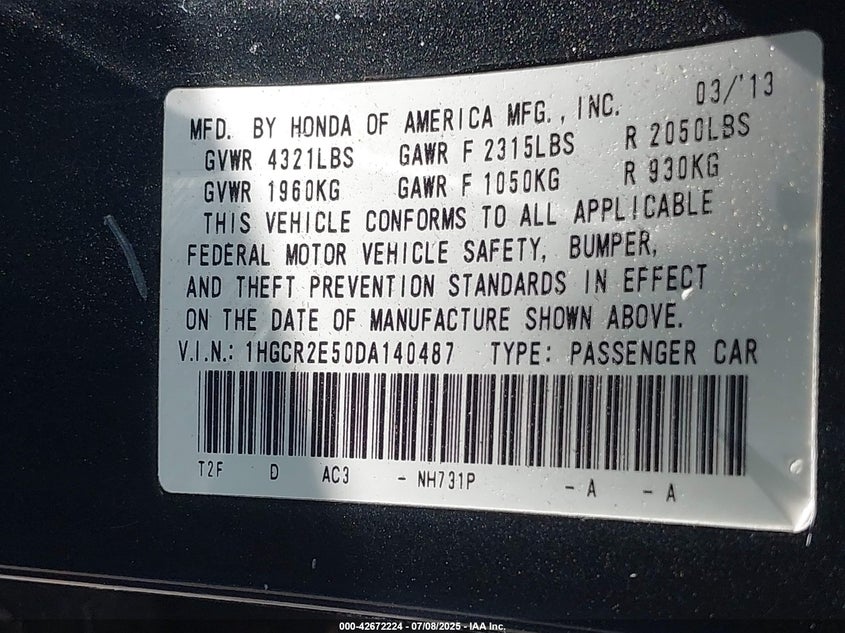 03/'13
MFD. BY HONDA OF AMERICA MFG., INC.
GVWR 4321LBS GAWR F 2315LBS R 2050LBS
GVWR 1960KG GAWR F 1050KG R 930KG
THIS VEHICLE CONFORMS TO ALL APPLICABLE
FEDERAL MOTOR VEHICLE SAFETY, BUMPER,
AND THEFT PREVENTION STANDARDS IN EFFECT
ON THE DATE OF MANUFACTURE SHOWN ABOVE.
V.I.N.: 1HGCR2E50DA140487 TYPE: PASSENGER CAR
T2F D AC3 - NH731P - A - A
000-42672224 - 07/08/2025 - IAA Inc.